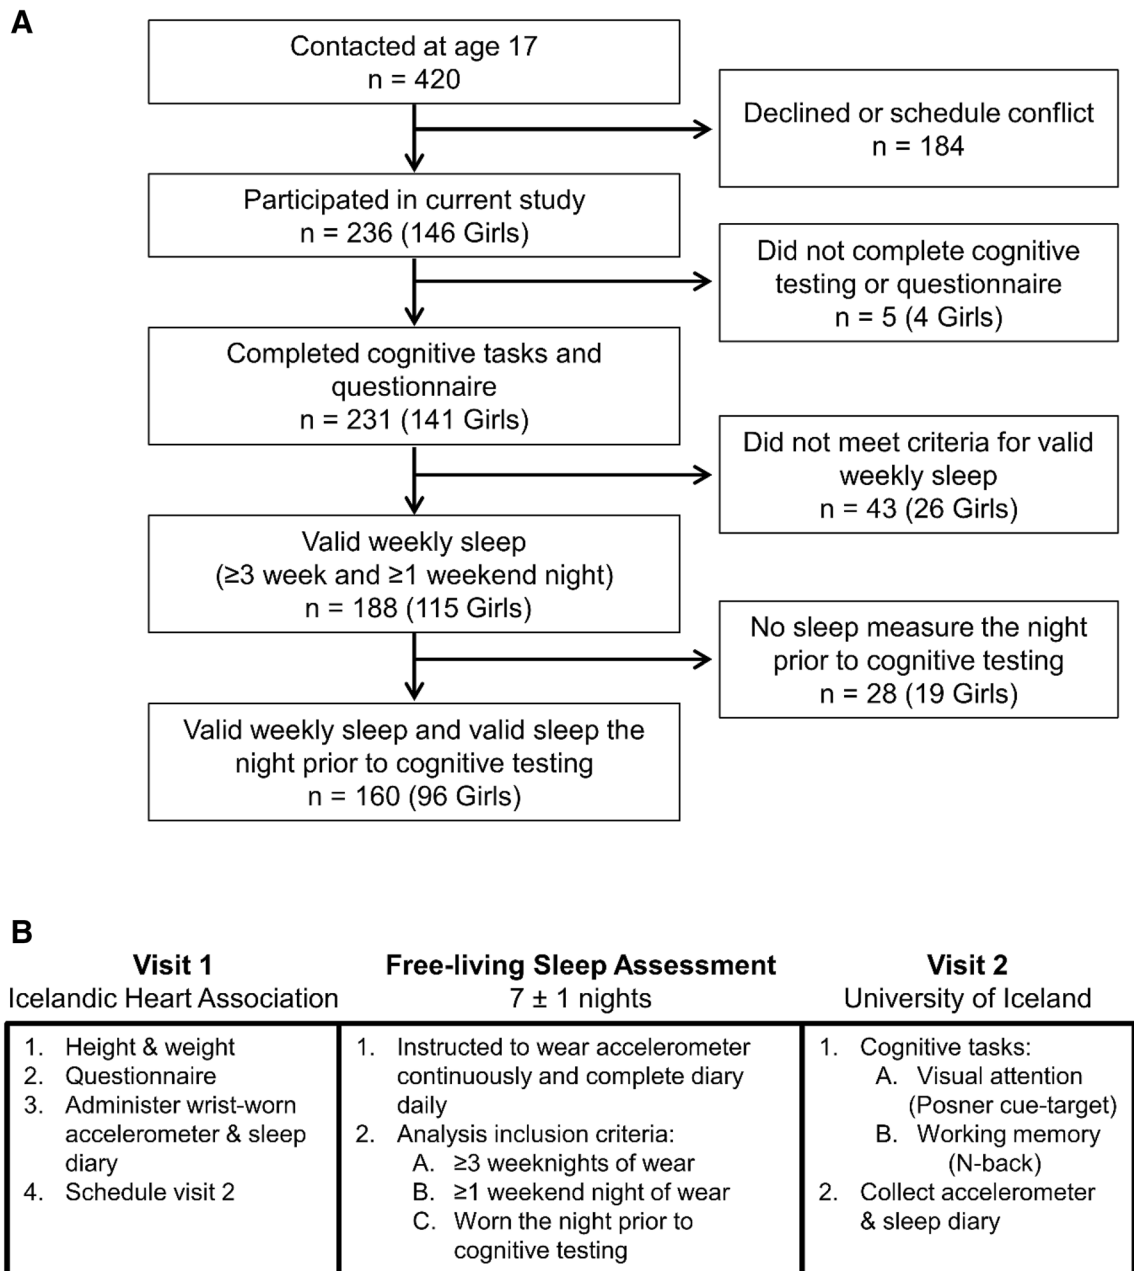 A
Contacted at age 17
n = 420
Declined or schedule conflict
n = 184
Participated in current study
n = 236 (146 Girls)
Did not complete cognitive
testing or questionnaire
n = 5 (4 Girls)
Completed cognitive tasks and
questionnaire
n = 231 (141 Girls)
Did not meet criteria for valid
weekly sleep
n = 43 (26 Girls)
Valid weekly sleep
(≥3 week and ≥1 weekend night)
n = 188 (115 Girls)
No sleep measure the night
prior to cognitive testing
n = 28 (19 Girls)
Valid weekly sleep and valid sleep the
night prior to cognitive testing
n = 160 (96 Girls)
B
Visit 1
Icelandic Heart Association
1. Height & weight
2. Questionnaire
3. Administer wrist-worn
accelerometer & sleep
diary
4. Schedule visit 2
Free-living Sleep Assessment
7 ± 1 nights
1. Instructed to wear accelerometer
continuously and complete diary
daily
2. Analysis inclusion criteria:
A. ≥3 weeknights of wear
B. ≥1 weekend night of wear
C. Worn the night prior to
cognitive testing
Visit 2
University of Iceland
1. Cognitive tasks:
A. Visual attention
(Posner cue-target)
B. Working memory
(N-back)
2. Collect accelerometer
& sleep diary